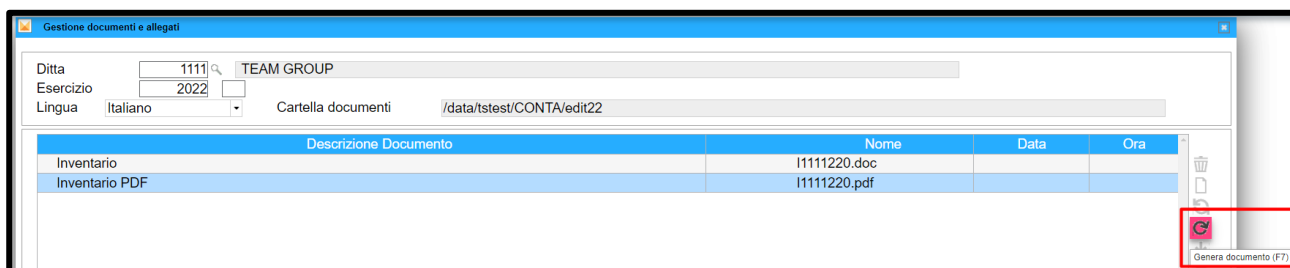 Gestione documenti e allegati
Ditta 1111 TEAM GROUP
Esercizio 2022
Lingua Italiano Cartella documenti /data/tstest/CONTA/edit22
Descrizione Documento Nome Data Ora
Inventario I1111220.doc
Inventario PDF I1111220.pdf
Genera documento (F7)